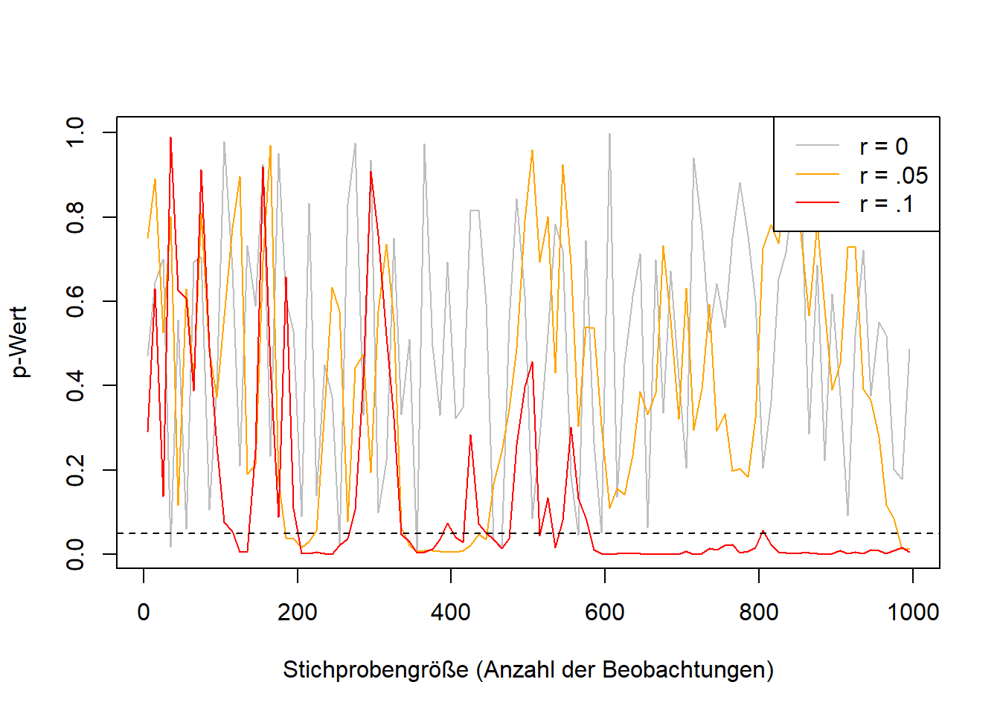 r = 0
r = .05
r = .1
p-Wert
1.0
0.8
0.6
0.4
0.2
0.0
0 200 400 600 800 1000
Stichprobengröße (Anzahl der Beobachtungen)